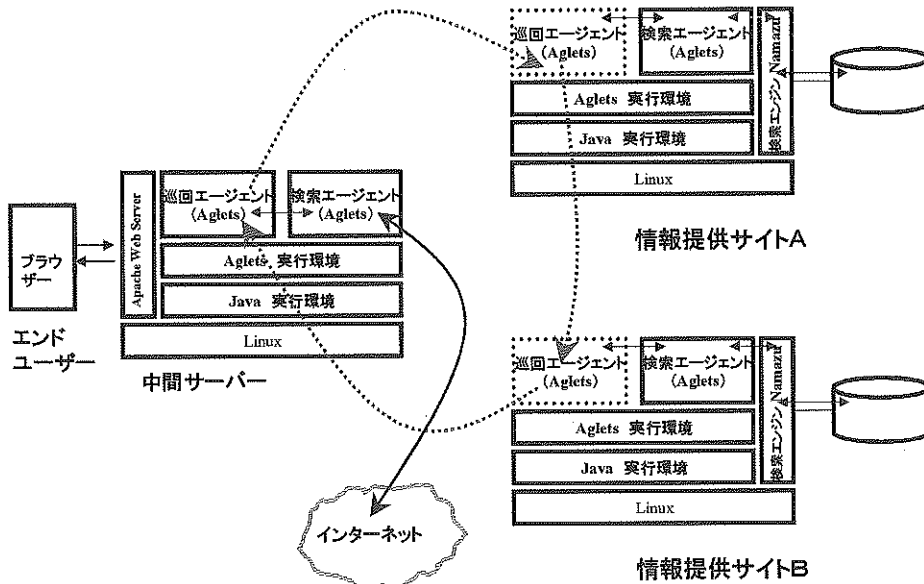 巡回エージェント
(Aglets)
検索エージェント
(Aglets)
Aglets 実行環境
Java 実行環境
Linux
検索エンジン Namazu
情報提供サイトA
ブラウ
ザー
エンド
ユーザー
Apache Web Server
巡回エージェント
(Aglets)
検索エージェント
(Aglets)
Aglets 実行環境
Java 実行環境
Linux
中間サーバー
インターネット
巡回エージェント
(Aglets)
検索エージェント
(Aglets)
Aglets 実行環境
Java 実行環境
Linux
検索エンジン Namazu
情報提供サイトB